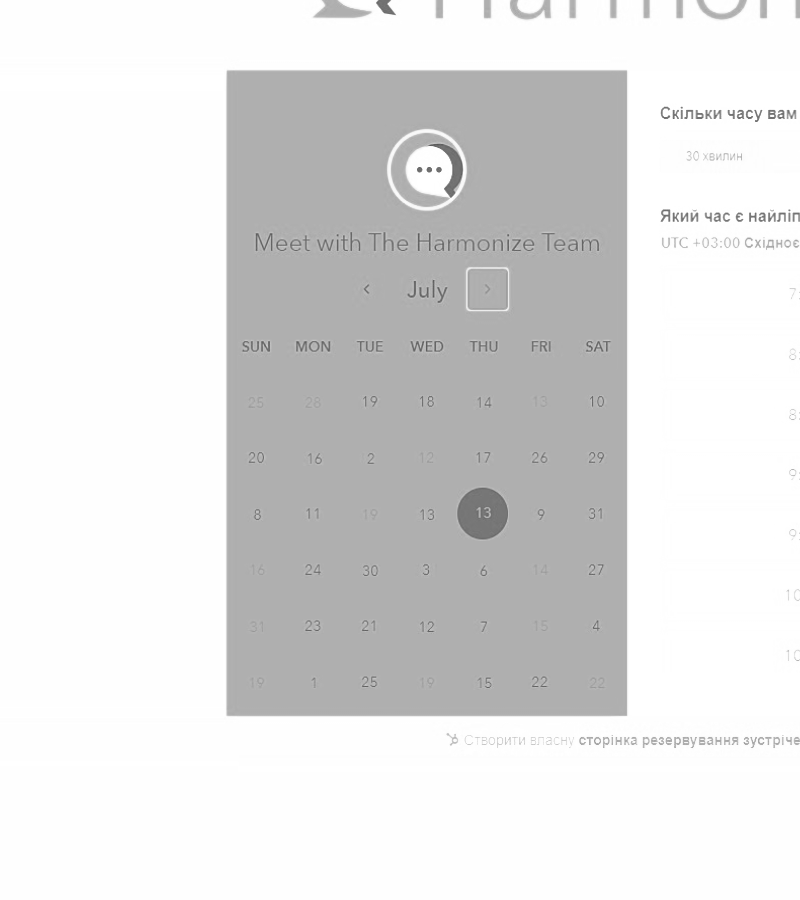 Harmon
Скільки часу вам
30 хвилин
Який час є найліп
UTC +03:00 Східноє
Meet with The Harmonize Team
July
SUN MON TUE WED THU FRI SAT
25 28 19 18 14 13 10
20 16 2 12 17 26 29
8 11 19 13 13 9 31
16 24 30 3 6 14 27
31 23 21 12 7 15 4
19 1 25 19 15 22 22
7:
8:
8:
9:
9:
10
10
Створити власну сторінка резервування зустріче